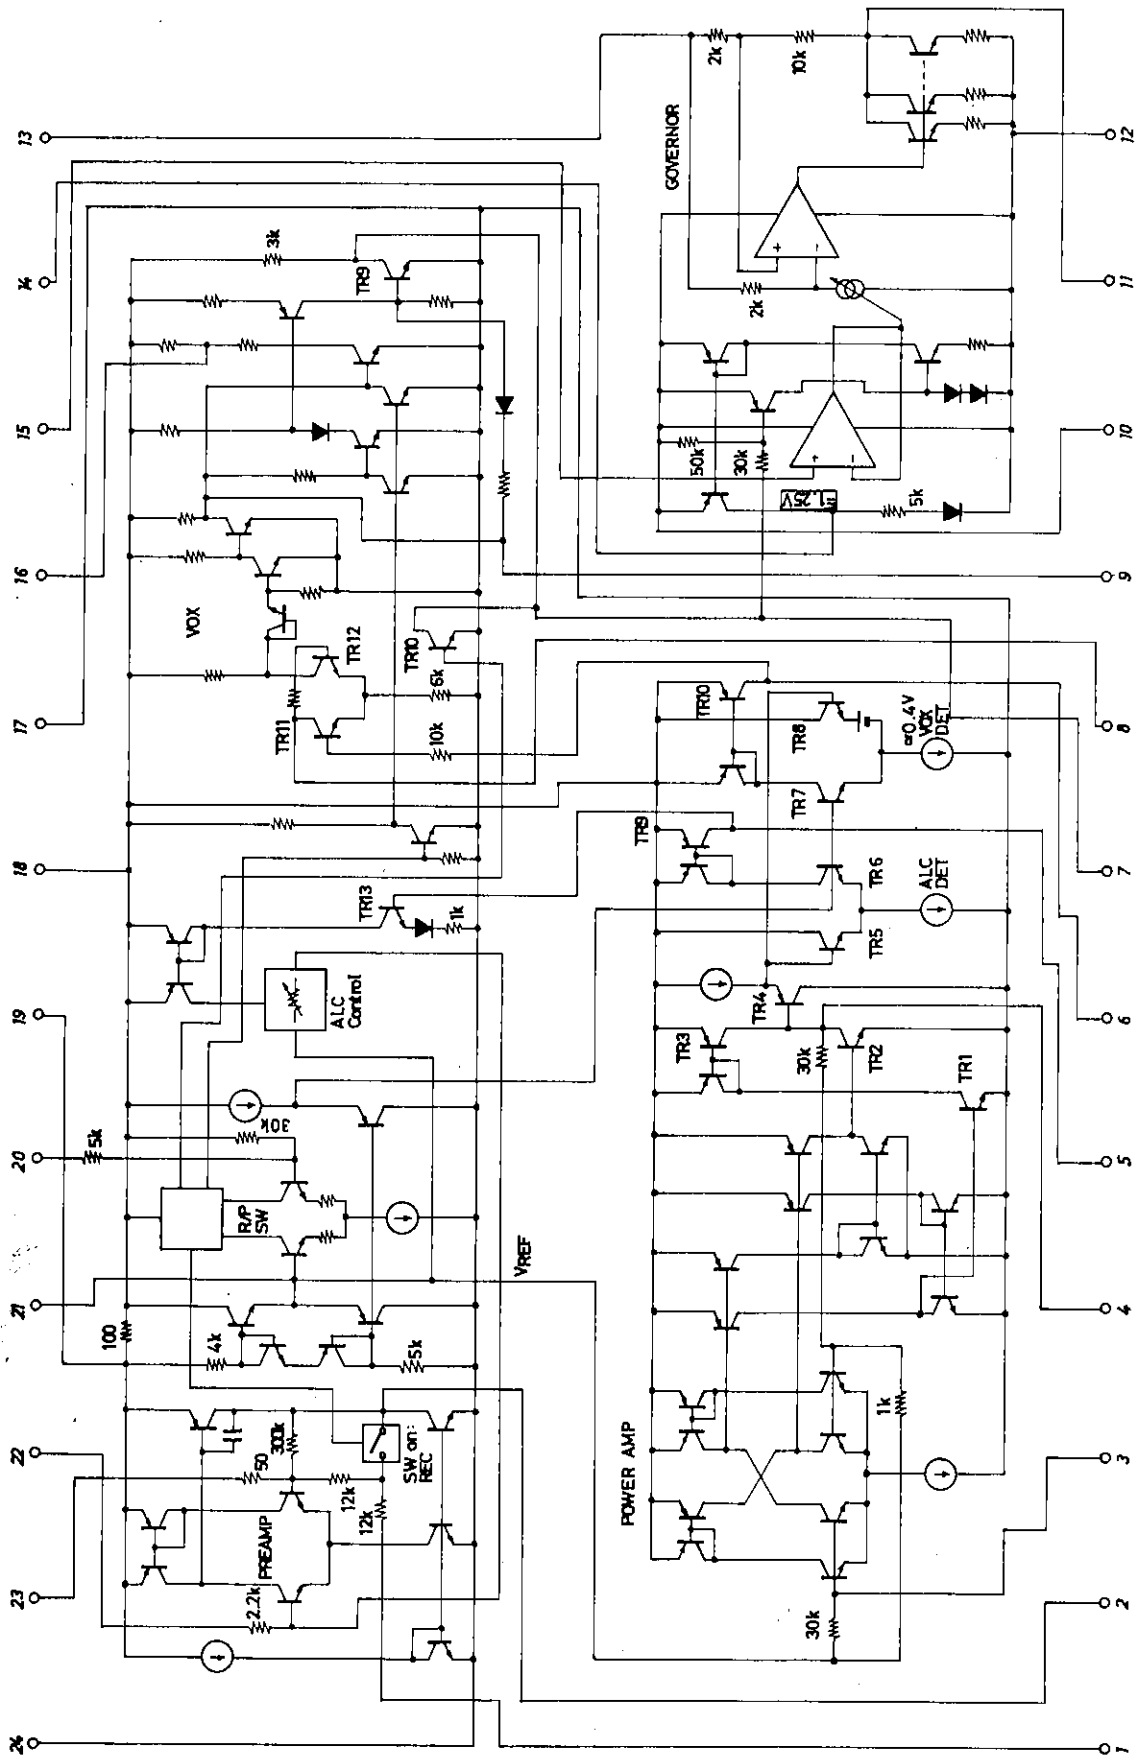 24
23
22
21
20
19
18
17
16
15
14
13
2.2k
PREAMP
50
300k
12k
12k
SW on:
REC
100
4k
5k
VREF
R/P
SW
5k
30k
ALC
Control
TR13
1k
TR11
10k
TR12
6k
TR10
VOX
TR9
3k
POWER AMP
30k
1k
TR1
TR2
30k
TR3
TR4
TR5
TR6
ALC
DET
TR9
TR7
TR8
TR10
≃0.4V
VOX
DET
1.25V
5k
50k
30k
2k
GOVERNOR
2k
10k
1
2
3
4
5
6
7
8
9
10
11
12